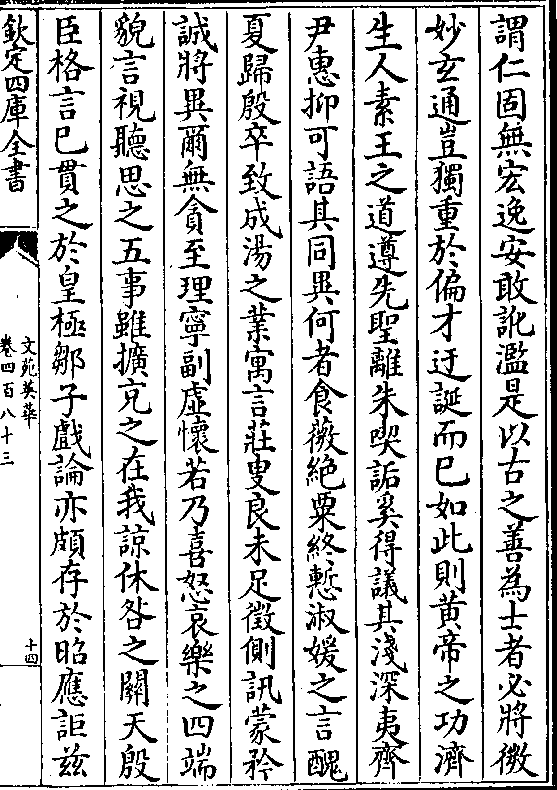 謂仁固無宏逸安敢訛濫是以古之善為士者必將微
妙玄通豈獨重於偏才迂誕而已如此則黄帝之功濟
生人素王之道遵先聖離朱喫詬奚得議其淺深夷齊
尹惠抑可語其同異何者食薇絶粟終慙淑媛之言醜
夏歸殷卒致成湯之業寓言莊叟良未足徵側訊蒙矜
誠將異爾無貪至理寧副虛懷若乃喜怒哀樂之四端
貌言視聽思之五事雖擴充之在我諒休咎之關天殷
臣格言已貫之於皇極鄒子戲論亦頗存於昭應詎兹
欽定四庫全書
文苑英華
卷四百八十三
十四